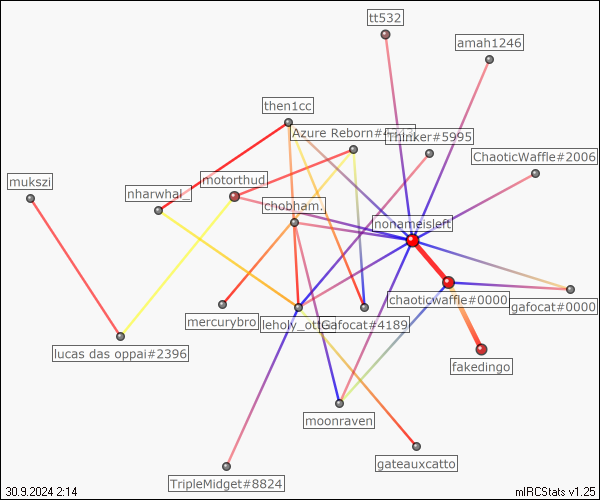 tt532
amah1246
then1cc
Azure Reborn#4743
Thinker#5995
ChaoticWaffle#2006
mukszi
motorthud.
nharwhal_
chobham.
nonameisleft
chaoticwaffle#0000
gafocat#0000
mercurybro
leholy_otto
Gafocat#4189
lucas das oppai#2396
fakedingo
moonraven
gateauxcatto
TripleMidget#8824
30.9.2024 2:14
mIRCStats v1.25